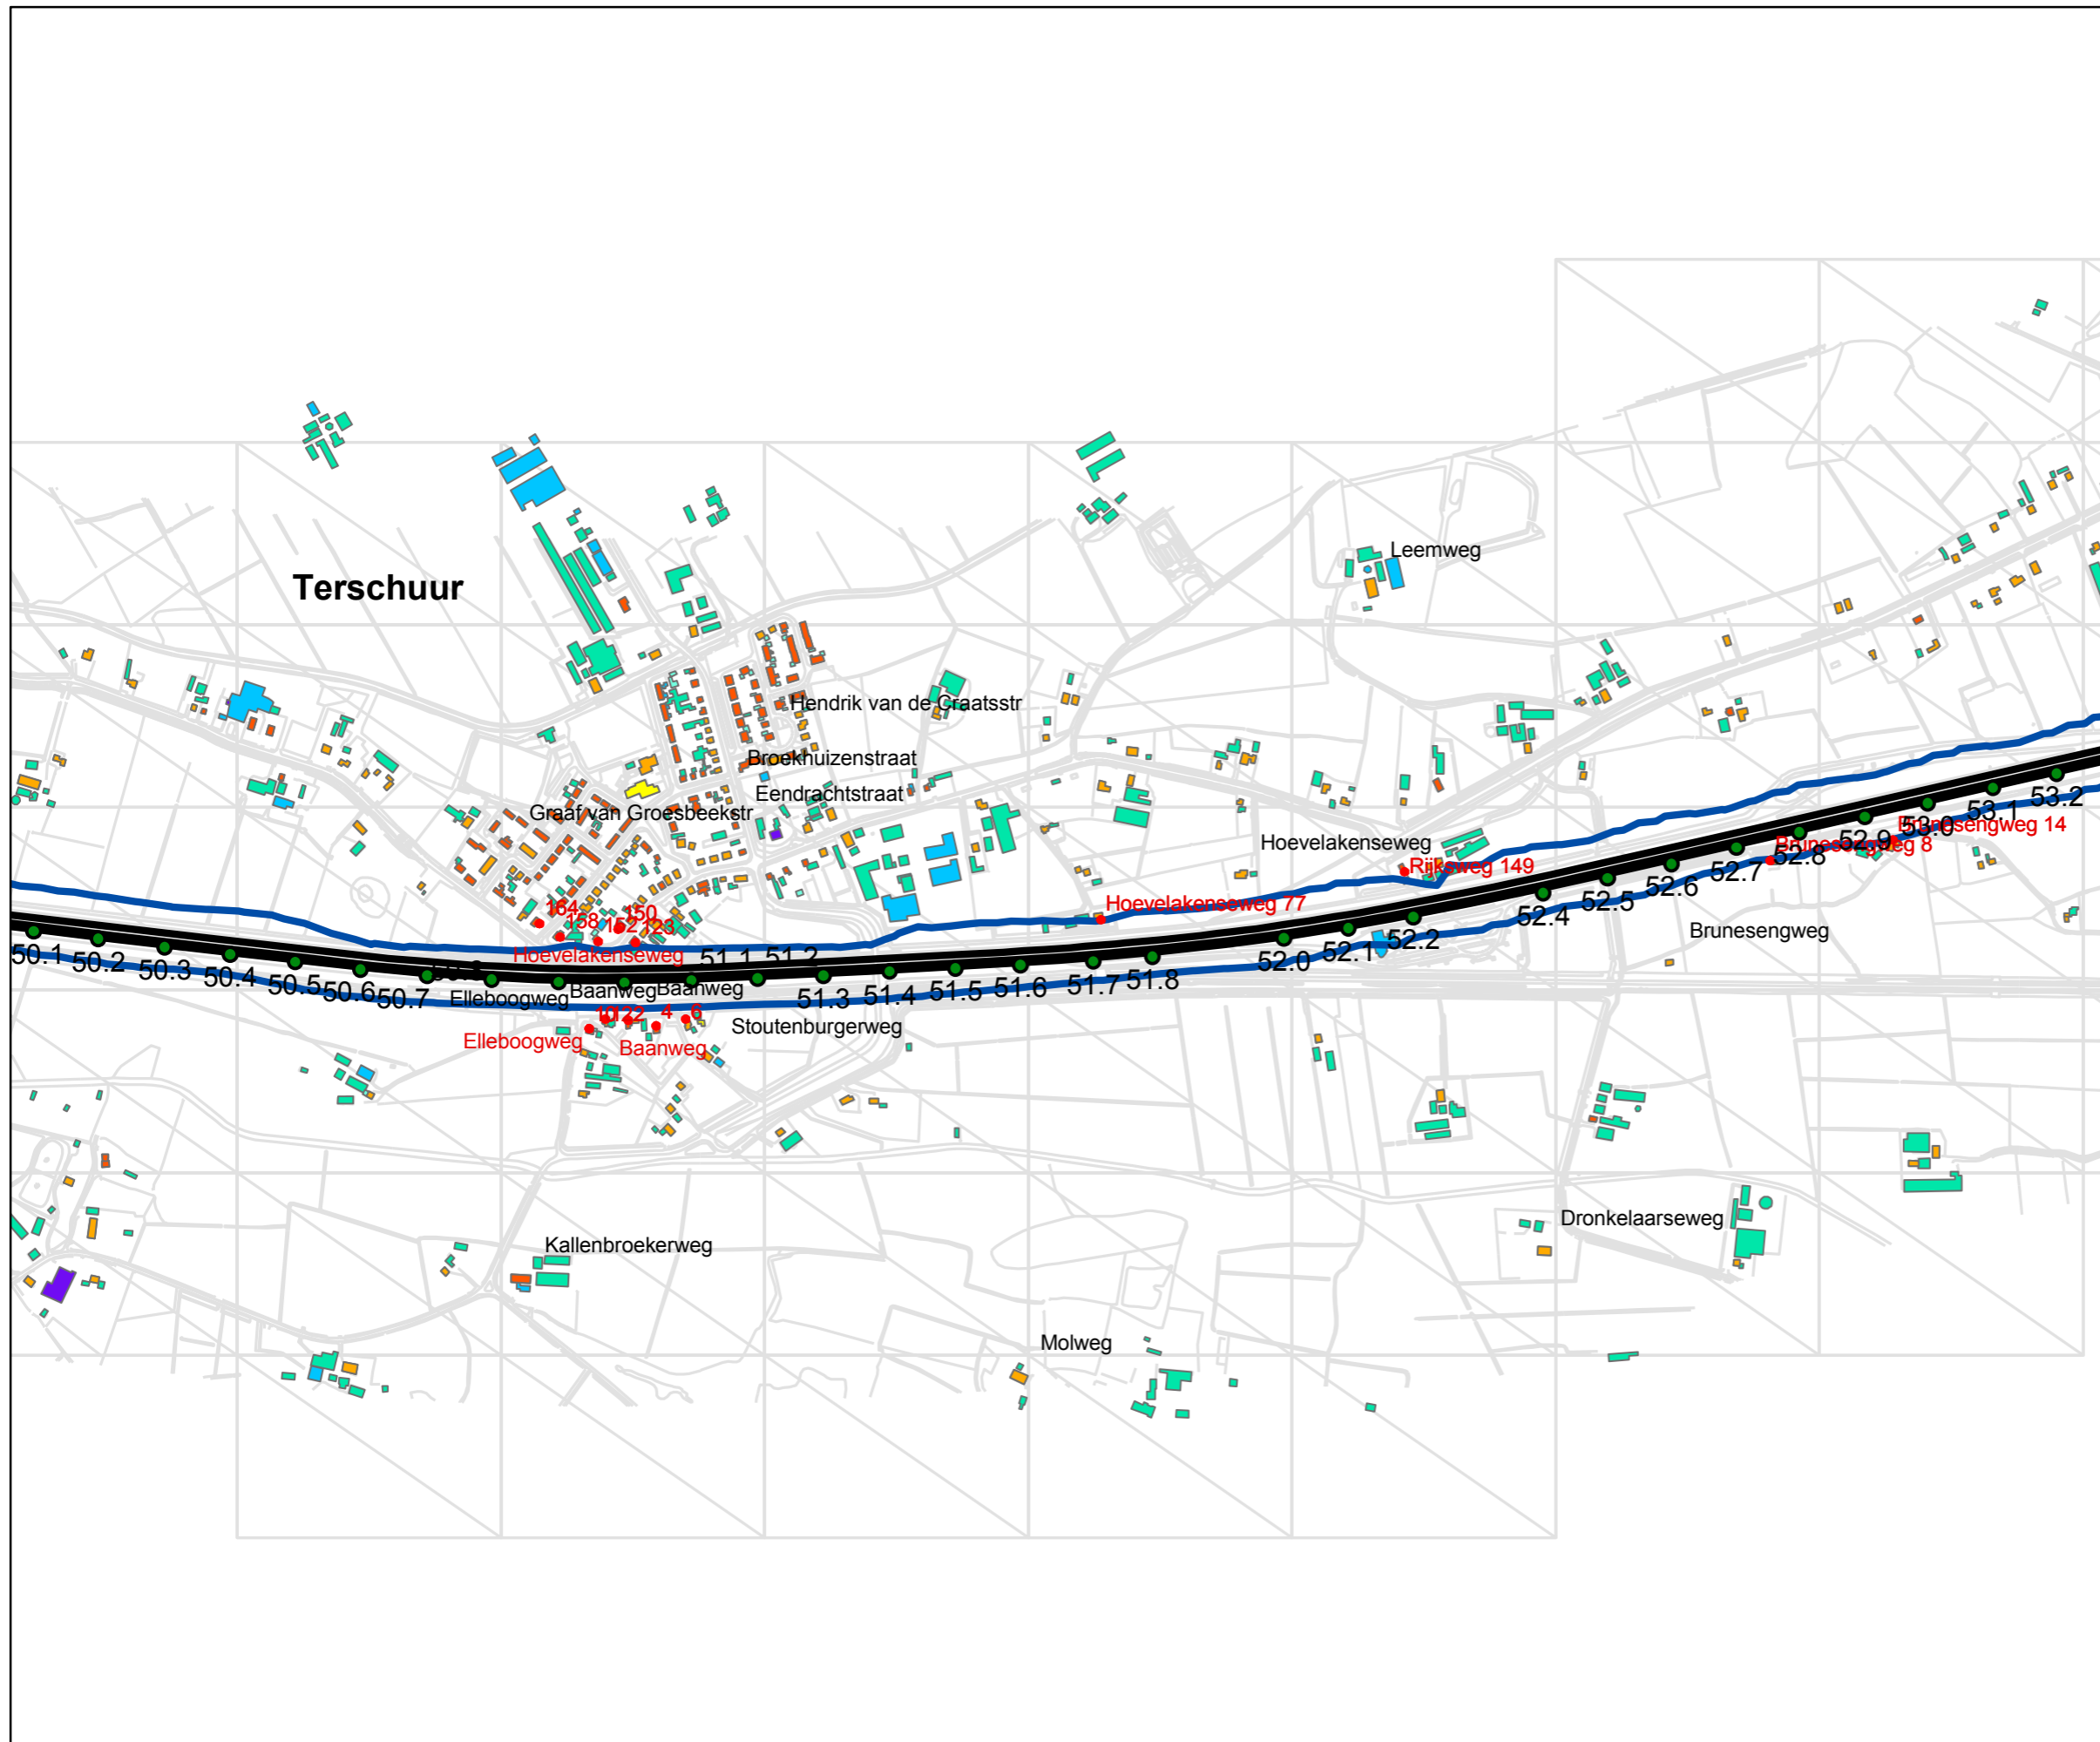 Leemweg
Terschuur
Hendrik van de Craatsstr
Broekhuizenstraat
Eendrachtstraat
Graaf van Groesbeekstr
Hoevelakenseweg
Rijksweg 149
Brunesengweg 14
Brunesengweg 8
Hoevelakenseweg 77
164
158
152
150
123
Hoevelakenseweg
Brunesengweg
50.1
50.2
50.3
50.4
50.5
50.6
50.7
51.1
51.2
51.3
51.4
51.5
51.6
51.7
51.8
52.0
52.1
52.2
52.4
52.5
52.6
52.7
52.8
52.9
53.0
53.1
53.2
Elleboogweg
Baanweg
Baanweg
Stoutenburgerweg
4
6
Elleboogweg
Baanweg
Dronkelaarseweg
Kallenbroekerweg
Molweg